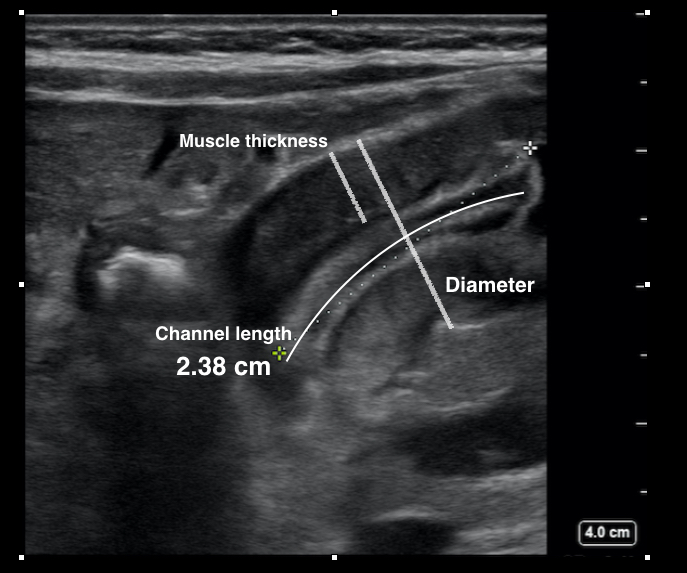 Muscle thickness
Diameter
Channel length
2.38 cm
4.0 cm